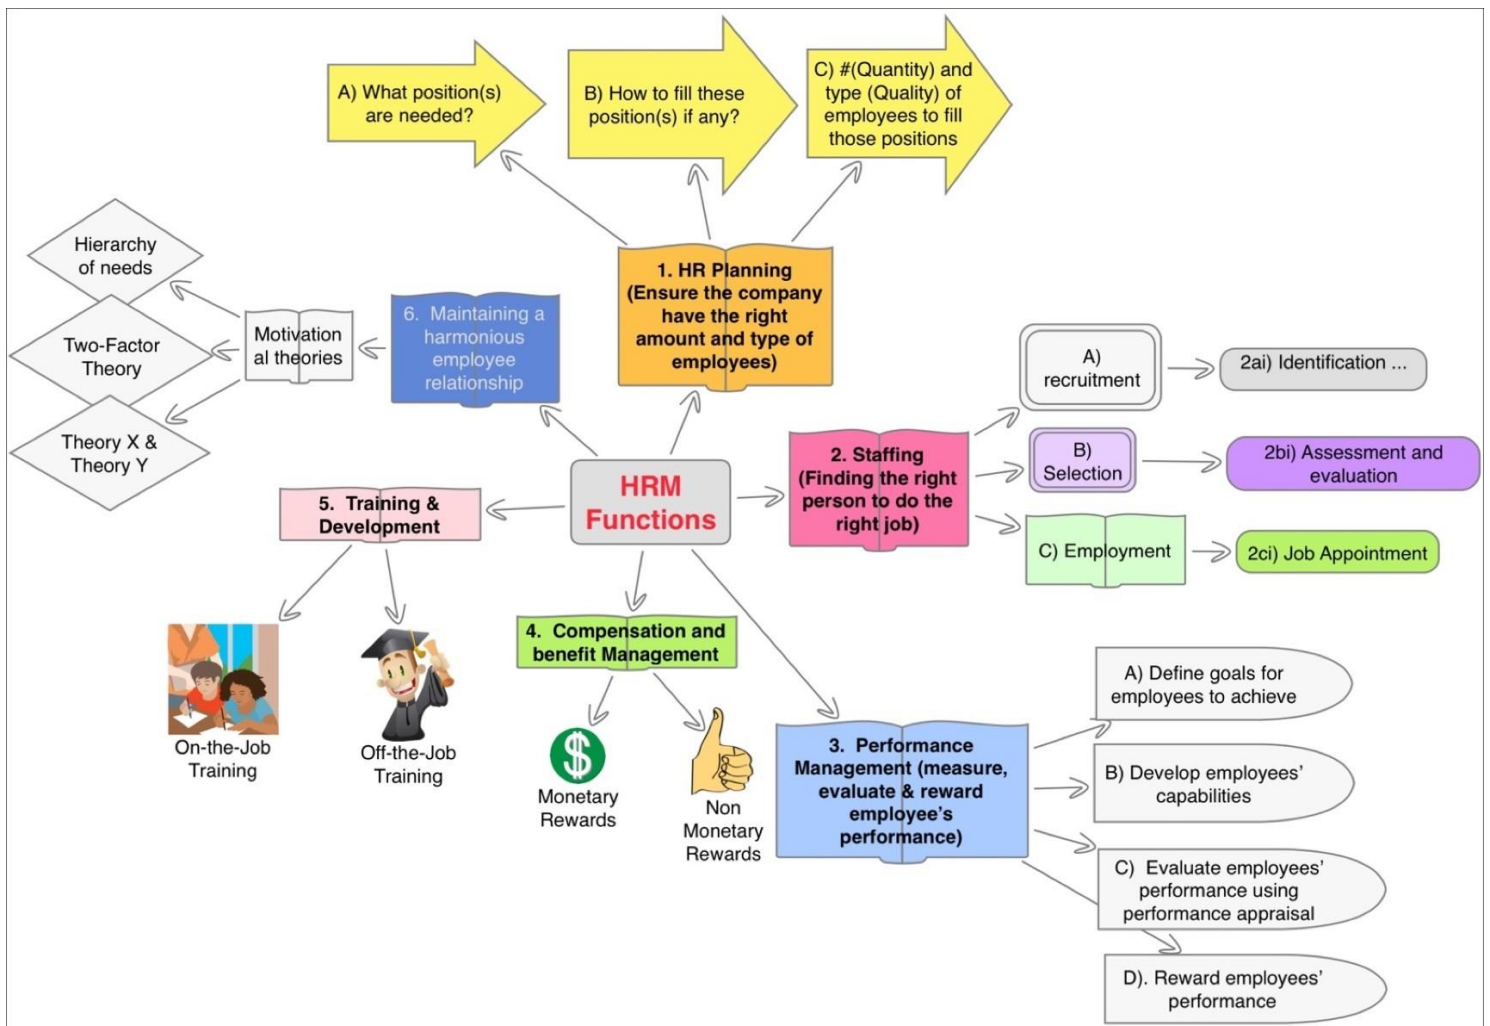 A) What position(s)
are needed?
B) How to fill these
position(s) if any?
C) #(Quantity) and
type (Quality) of
employees to fill
those positions
1. HR Planning
(Ensure the company
have the right
amount and type of
employees)
Hierarchy
of needs
Two-Factor
Theory
Theory X &
Theory Y
Motivation
al theories
6. Maintaining a
harmonious
employee
relationship
HRM
Functions
2. Staffing
(Finding the right
person to do the
right job)
A)
recruitment
2ai) Identification ...
B)
Selection
2bi) Assessment and
evaluation
C) Employment
2ci) Job Appointment
5. Training &
Development
On-the-Job
Training
Off-the-Job
Training
4. Compensation and
benefit Management
$
Monetary
Rewards
Non
Monetary
Rewards
3. Performance
Management (measure,
evaluate & reward
employee's
performance)
A) Define goals for
employees to achieve
B) Develop employees'
capabilities
C) Evaluate employees'
performance using
performance appraisal
D). Reward employees'
performance